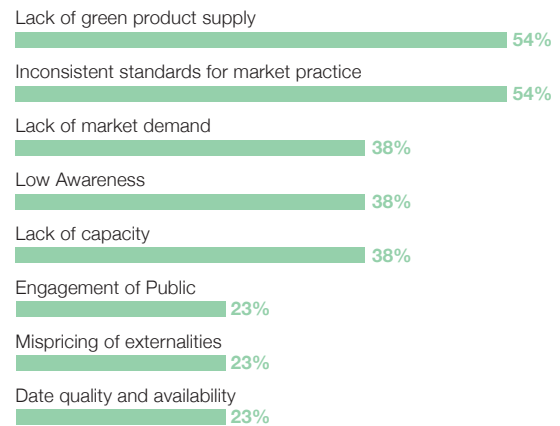 Lack of green product supply
54%
Inconsistent standards for market practice
54%
Lack of market demand
38%
Low Awareness
38%
Lack of capacity
38%
Engagement of Public
23%
Mispricing of externalities
23%
Date quality and availability
23%